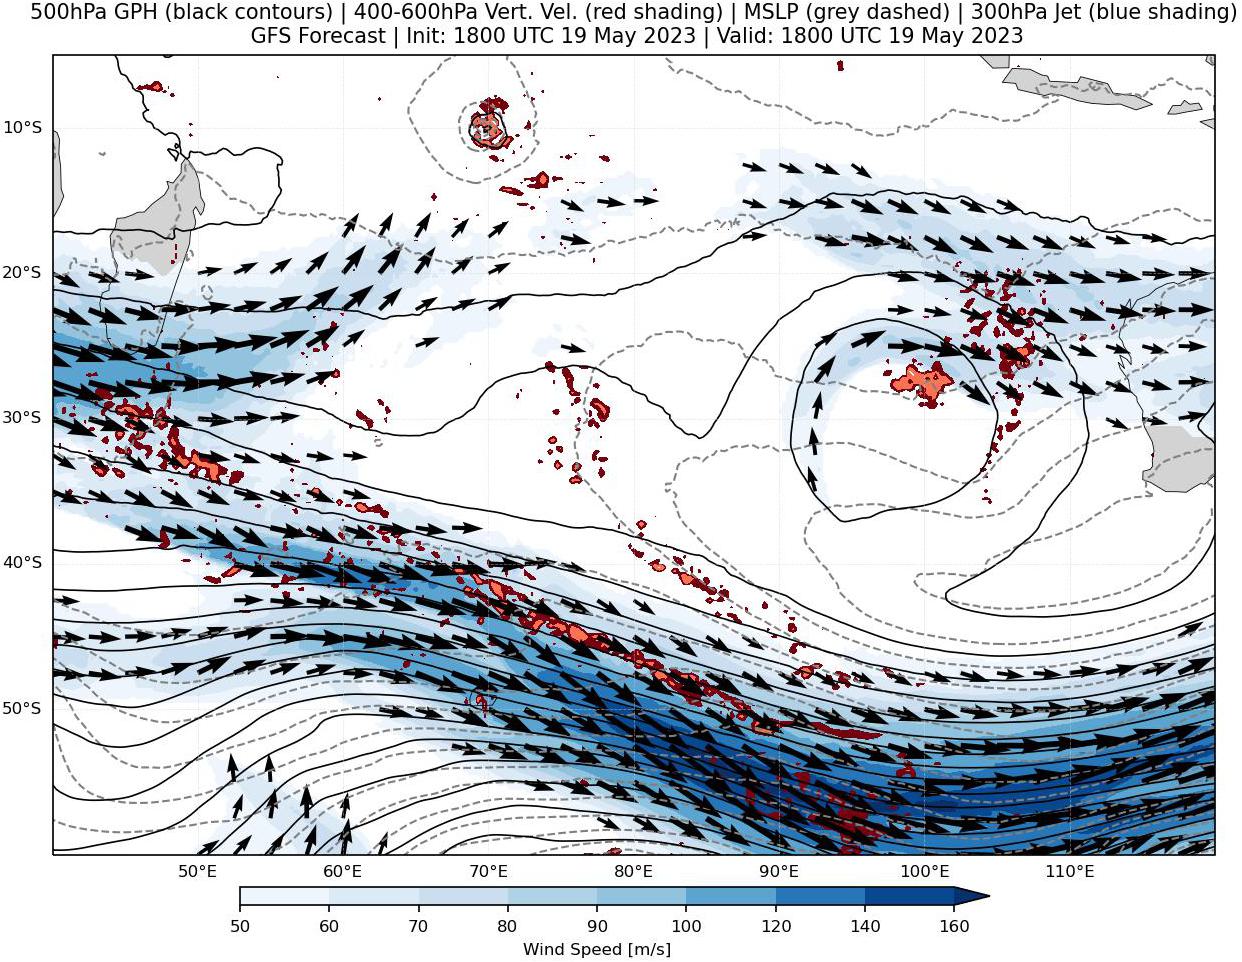 500hPa GPH (black contours) | 400-600hPa Vert. Vel. (red shading) | MSLP (grey dashed) | 300hPa Jet (blue shading)
GFS Forecast | Init: 1800 UTC 19 May 2023 | Valid: 1800 UTC 19 May 2023
10°S
20°S
30°S
40°S
50°S
50°E 60°E 70°E 80°E 90°E 100°E 110°E
50 60 70 80 90 100 120 140 160
Wind Speed [m/s]